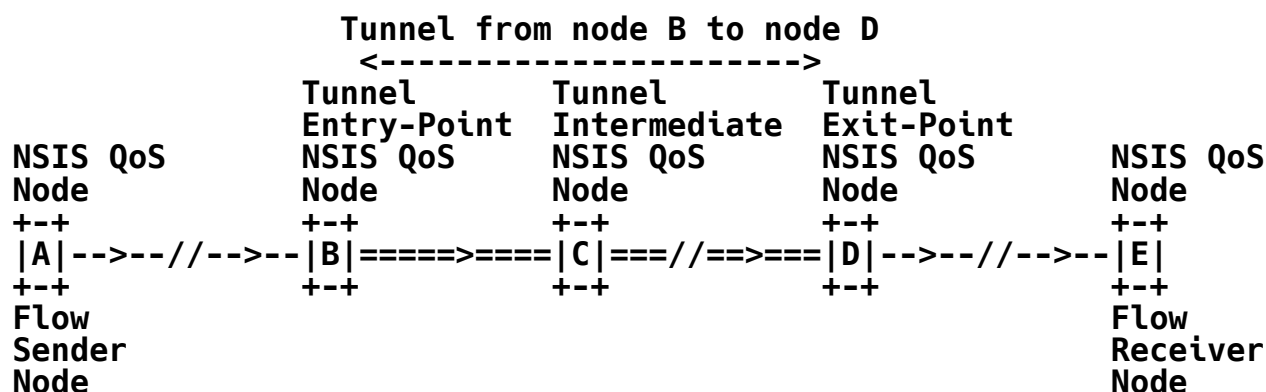 Tunnel from node B to node D
                  <---------------------->
               Tunnel       Tunnel        Tunnel
               Entry-Point  Intermediate  Exit-Point
NSIS QoS       NSIS QoS     NSIS QoS      NSIS QoS       NSIS QoS
Node           Node         Node          Node           Node
+-+            +-+          +-+           +-+            +-+
|A|-->--//-->--|B|=====>====|C|===//==>===|D|-->--//-->--|E|
+-+            +-+          +-+           +-+            +-+
Flow                                                     Flow
Sender                                                   Receiver
Node                                                     Node